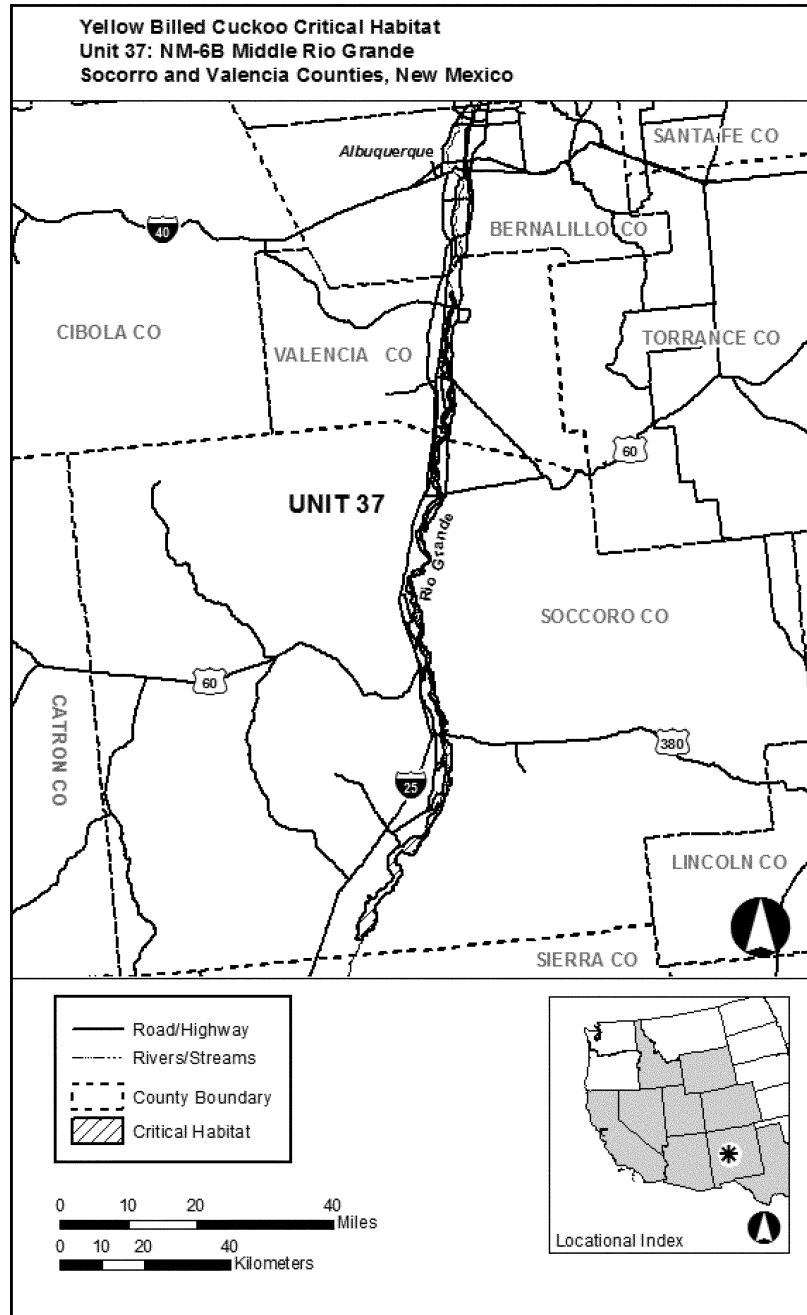 Yellow Billed Cuckoo Critical Habitat
Unit 37: NM-6B Middle Rio Grande
Socorro and Valencia Counties, New Mexico
SANTA FE CO
Albuquerque
40
BERNALILLO CO
CIBOLA CO
VALENCIA CO
TORRANCE CO
60
UNIT 37
Rio Grande
SOCCORO CO
60
CATRON CO
380
25
LINCOLN CO
SIERRA CO
Road/Highway
Rivers/Streams
County Boundary
Critical Habitat
0 10 20 40
Miles
0 10 20 40
Kilometers
Locational Index